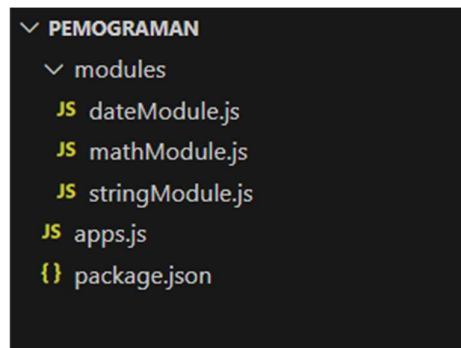 PEMOGRAMAN
modules
JS dateModule.js
JS mathModule.js
JS stringModule.js
JS apps.js
{} package.json